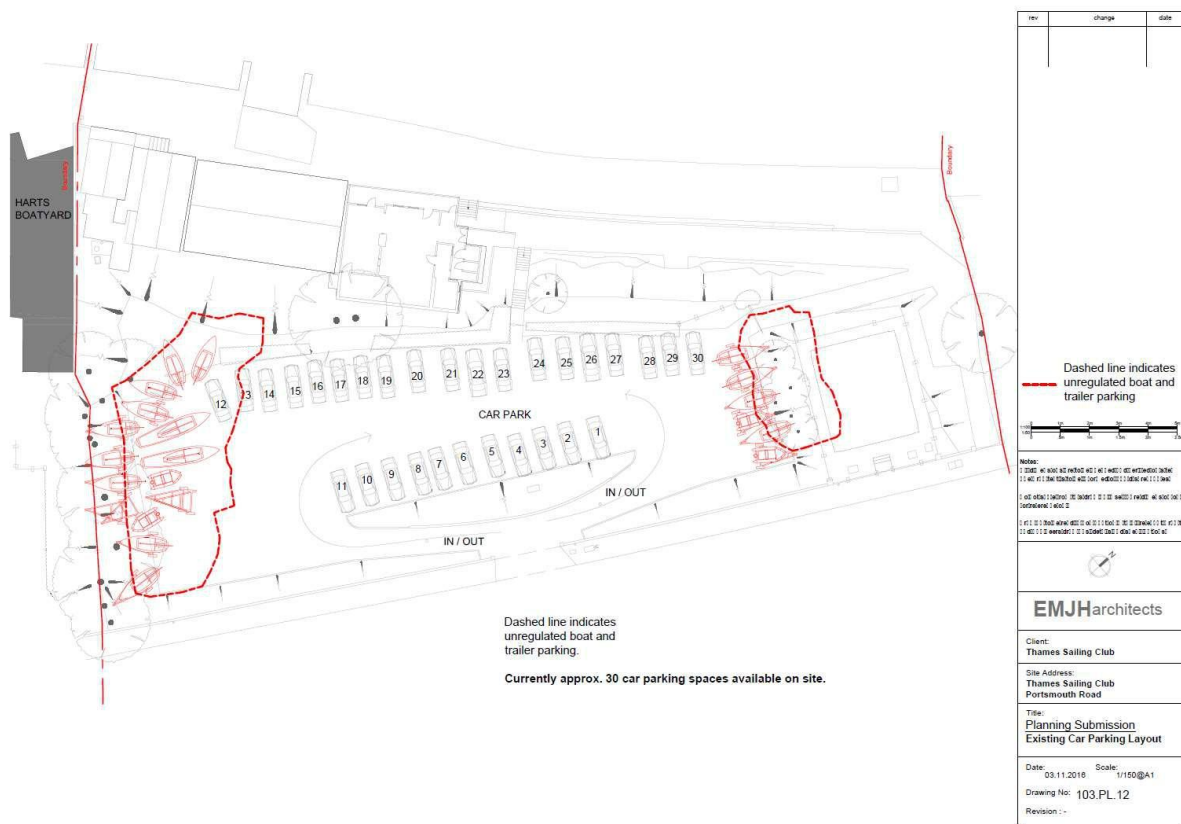 rev change date
Boundary
Boundary
HARTS
BOATYARD
24 25 26 27 28 29 30
12 13 14 15 16 17 18 19 20 21 22 23
CAR PARK
11 10 9 8 7 6 5 4 3 2 1
IN / OUT
IN / OUT
Dashed line indicates
unregulated boat and
trailer parking
Dashed line indicates
unregulated boat and
trailer parking.
Currently approx. 30 car parking spaces available on site.
Notes:
N
EMJHarchitects
Client:
Thames Sailing Club
Site Address:
Thames Sailing Club
Portsmouth Road
Title:
Planning Submission
Existing Car Parking Layout
Date: Scale:
03.11.2016 1/150@A1
Drawing No: 103.PL.12
Revision : -